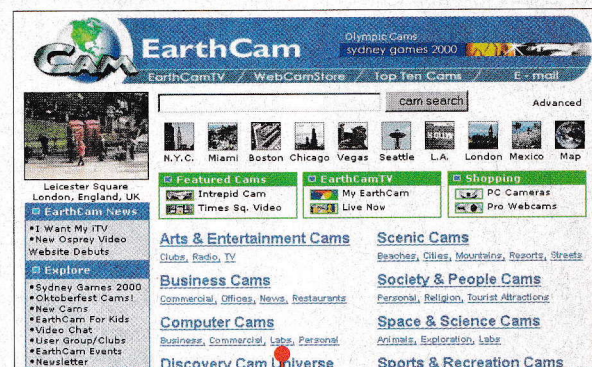 EarthCam
CAM
Olympic Cams
sydney games 2000
EarthCamTV / WebCamStore / Top Ten Cams / E-mail
cam search
Advanced
N.Y.C. Miami Boston Chicago Vegas Seattle L.A. London Mexico Map
Leicester Square
London, England, UK
Featured Cams
Intrepid Cam
Times Sq. Video
EarthCamTV
My EarthCam
Live Now
Shopping
PC Cameras
Pro Webcams
EarthCam News
•I Want My iTV
•New Osprey Video
Website Debuts
Explore
•Sydney Games 2000
•Oktoberfest Cams!
•New Cams
•EarthCam For Kids
•Video Chat
•User Group/Clubs
•EarthCam Events
•Newsletter
Arts & Entertainment Cams
Clubs, Radio, TV
Business Cams
Commercial, Offices, News, Restaurants
Computer Cams
Business, Commercial, Labs, Personal
Discovery Cam Universe
Scenic Cams
Beaches, Cities, Mountains, Resorts, Streets
Society & People Cams
Personal, Religion, Tourist Attractions
Space & Science Cams
Animals, Exploration, Labs
Sports & Recreation Cams